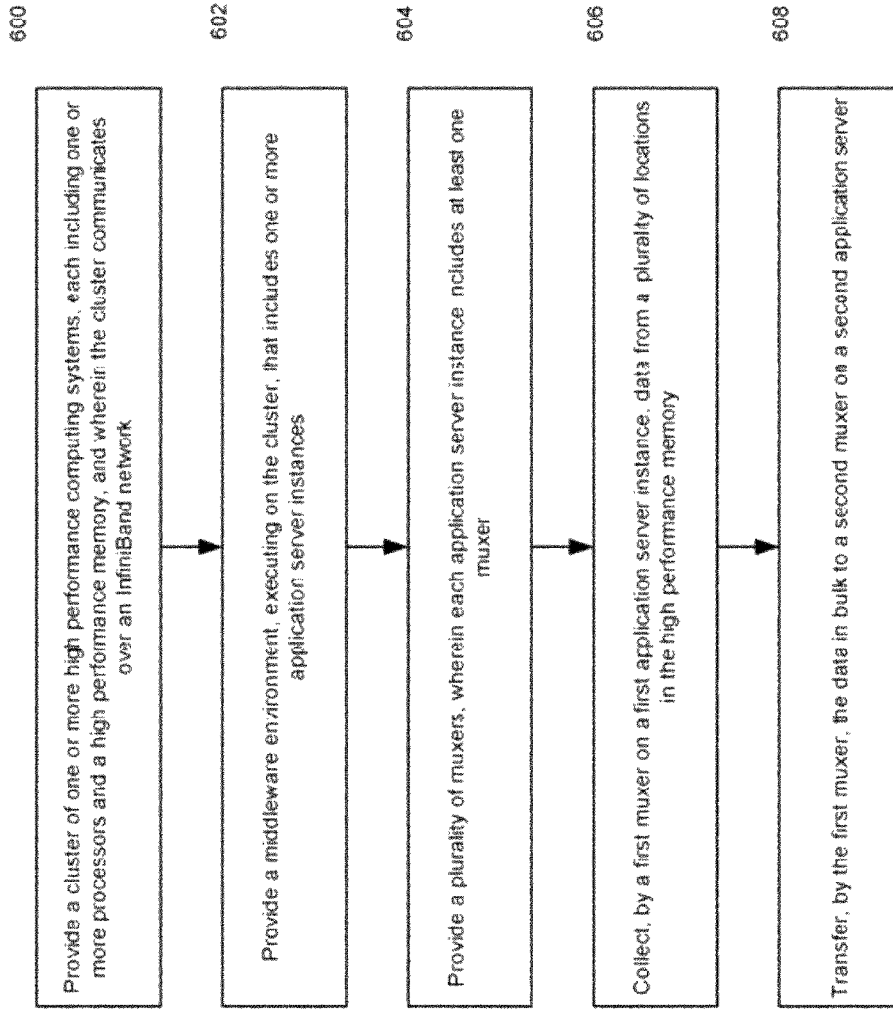 600
Provide a cluster of one or more high performance computing systems, each including one or
more processors and a high performance memory, and wherein the cluster communicates
over an InfiniBand network
602
Provide a middleware environment, executing on the cluster, that includes one or more
application server instances
604
Provide a plurality of muxers, wherein each application server instance ncludes at least one
muxer
606
Collect, by a first muxer on a first application server instance, data from a plurality of locations
in the high performance memory
608
Transfer, by the first muxer, the data in bulk to a second muxer on a second application server